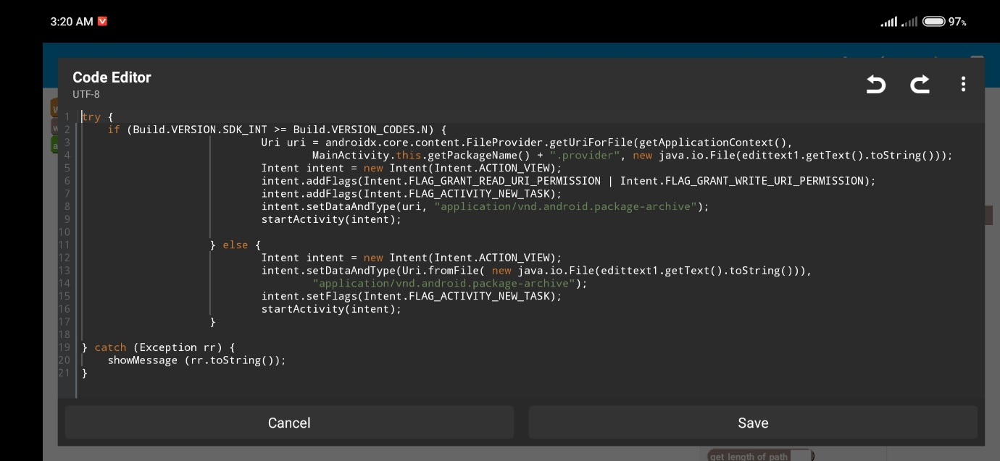 3:20 AM
97%
Code Editor
UTF-8
1 try {
2 if (Build.VERSION.SDK_INT >= Build.VERSION_CODES.N) {
3 Uri uri = androidx.core.content.FileProvider.getUriForFile(getApplicationContext(),
4 MainActivity.this.getPackageName() + ".provider", new java.io.File(edittext1.getText().toString()));
5 Intent intent = new Intent(Intent.ACTION_VIEW);
6 intent.addFlags(Intent.FLAG_GRANT_READ_URI_PERMISSION | Intent.FLAG_GRANT_WRITE_URI_PERMISSION);
7 intent.addFlags(Intent.FLAG_ACTIVITY_NEW_TASK);
8 intent.setDataAndType(uri, "application/vnd.android.package-archive");
9 startActivity(intent);
10
11 } else {
12 Intent intent = new Intent(Intent.ACTION_VIEW);
13 intent.setDataAndType(Uri.fromFile( new java.io.File(edittext1.getText().toString())),
14 "application/vnd.android.package-archive");
15 intent.setFlags(Intent.FLAG_ACTIVITY_NEW_TASK);
16 startActivity(intent);
17 }
18
19 } catch (Exception rr) {
20 showMessage (rr.toString());
21 }
Cancel
Save
get length of path